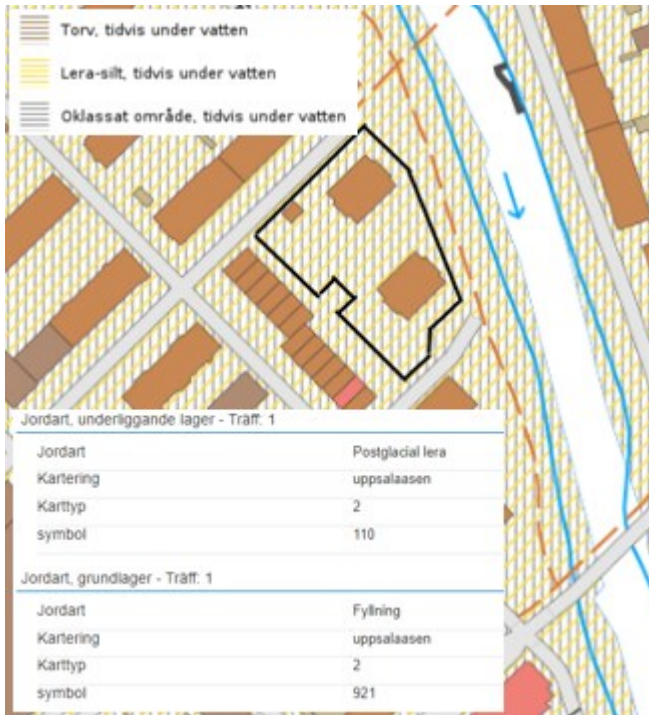 Torv, tidvis under vatten
Lera-silt, tidvis under vatten
Oklassat område, tidvis under vatten
Jordart, underliggande lager - Träff: 1
Jordart Postglacial lera
Kartering uppsalaasen
Karttyp 2
symbol 110
Jordart, grundlager - Träff: 1
Jordart Fyllning
Kartering uppsalaasen
Karttyp 2
symbol 921